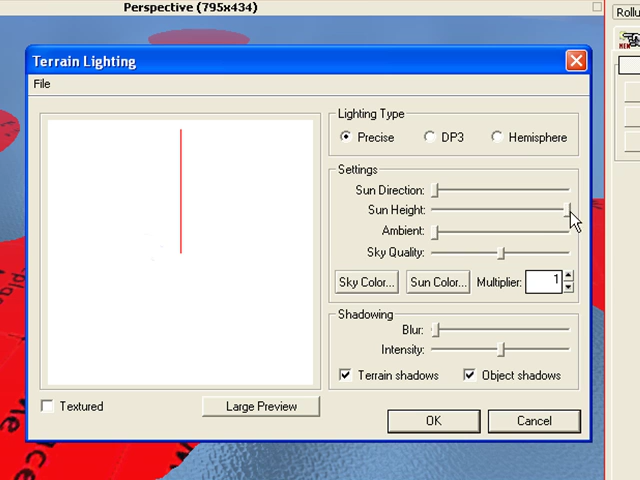 Perspective (795x434)
Rollu
Terrain Lighting
File
Lighting Type
Precise DP3 Hemisphere
Settings
Sun Direction:
Sun Height:
Ambient:
Sky Quality:
Sky Color... Sun Color... Multiplier: 1
Shadowing
Blur:
Intensity:
Terrain shadows Object shadows
Textured Large Preview
OK Cancel